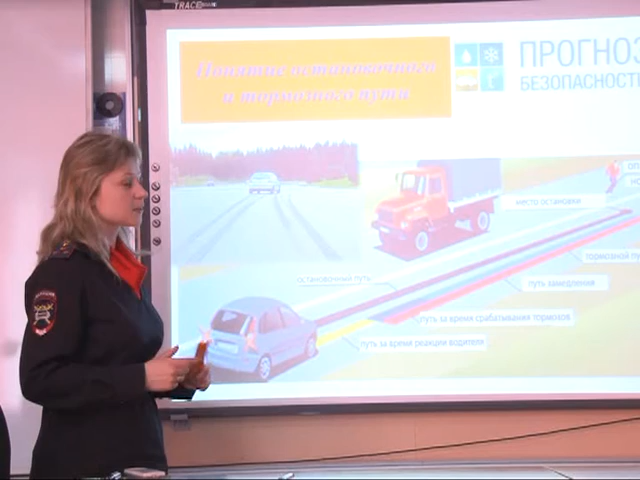 TRACE
Понятие остановочного
и тормозного пути
ПРОГНОЗ
БЕЗОПАСНОСТ
место остановки
остановочный путь
тормозной пу
путь замедления
путь за время срабатывания тормозов
путь за время реакции водителя